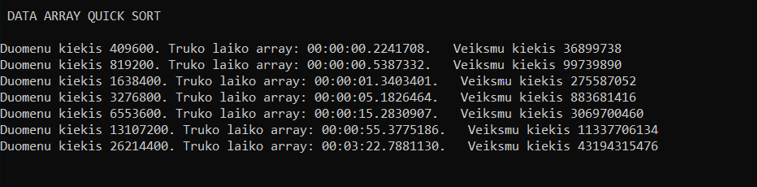 DATA ARRAY QUICK SORT
Duomenu kiekis 409600. Truko laiko array: 00:00:00.2241708. Veiksmu kiekis 36899738
Duomenu kiekis 819200. Truko laiko array: 00:00:00.5387332. Veiksmu kiekis 99739890
Duomenu kiekis 1638400. Truko laiko array: 00:00:01.3403401. Veiksmu kiekis 275587052
Duomenu kiekis 3276800. Truko laiko array: 00:00:05.1826464. Veiksmu kiekis 883681416
Duomenu kiekis 6553600. Truko laiko array: 00:00:15.2830907. Veiksmu kiekis 3069700460
Duomenu kiekis 13107200. Truko laiko array: 00:00:55.3775186. Veiksmu kiekis 11337706134
Duomenu kiekis 26214400. Truko laiko array: 00:03:22.7881130. Veiksmu kiekis 43194315476